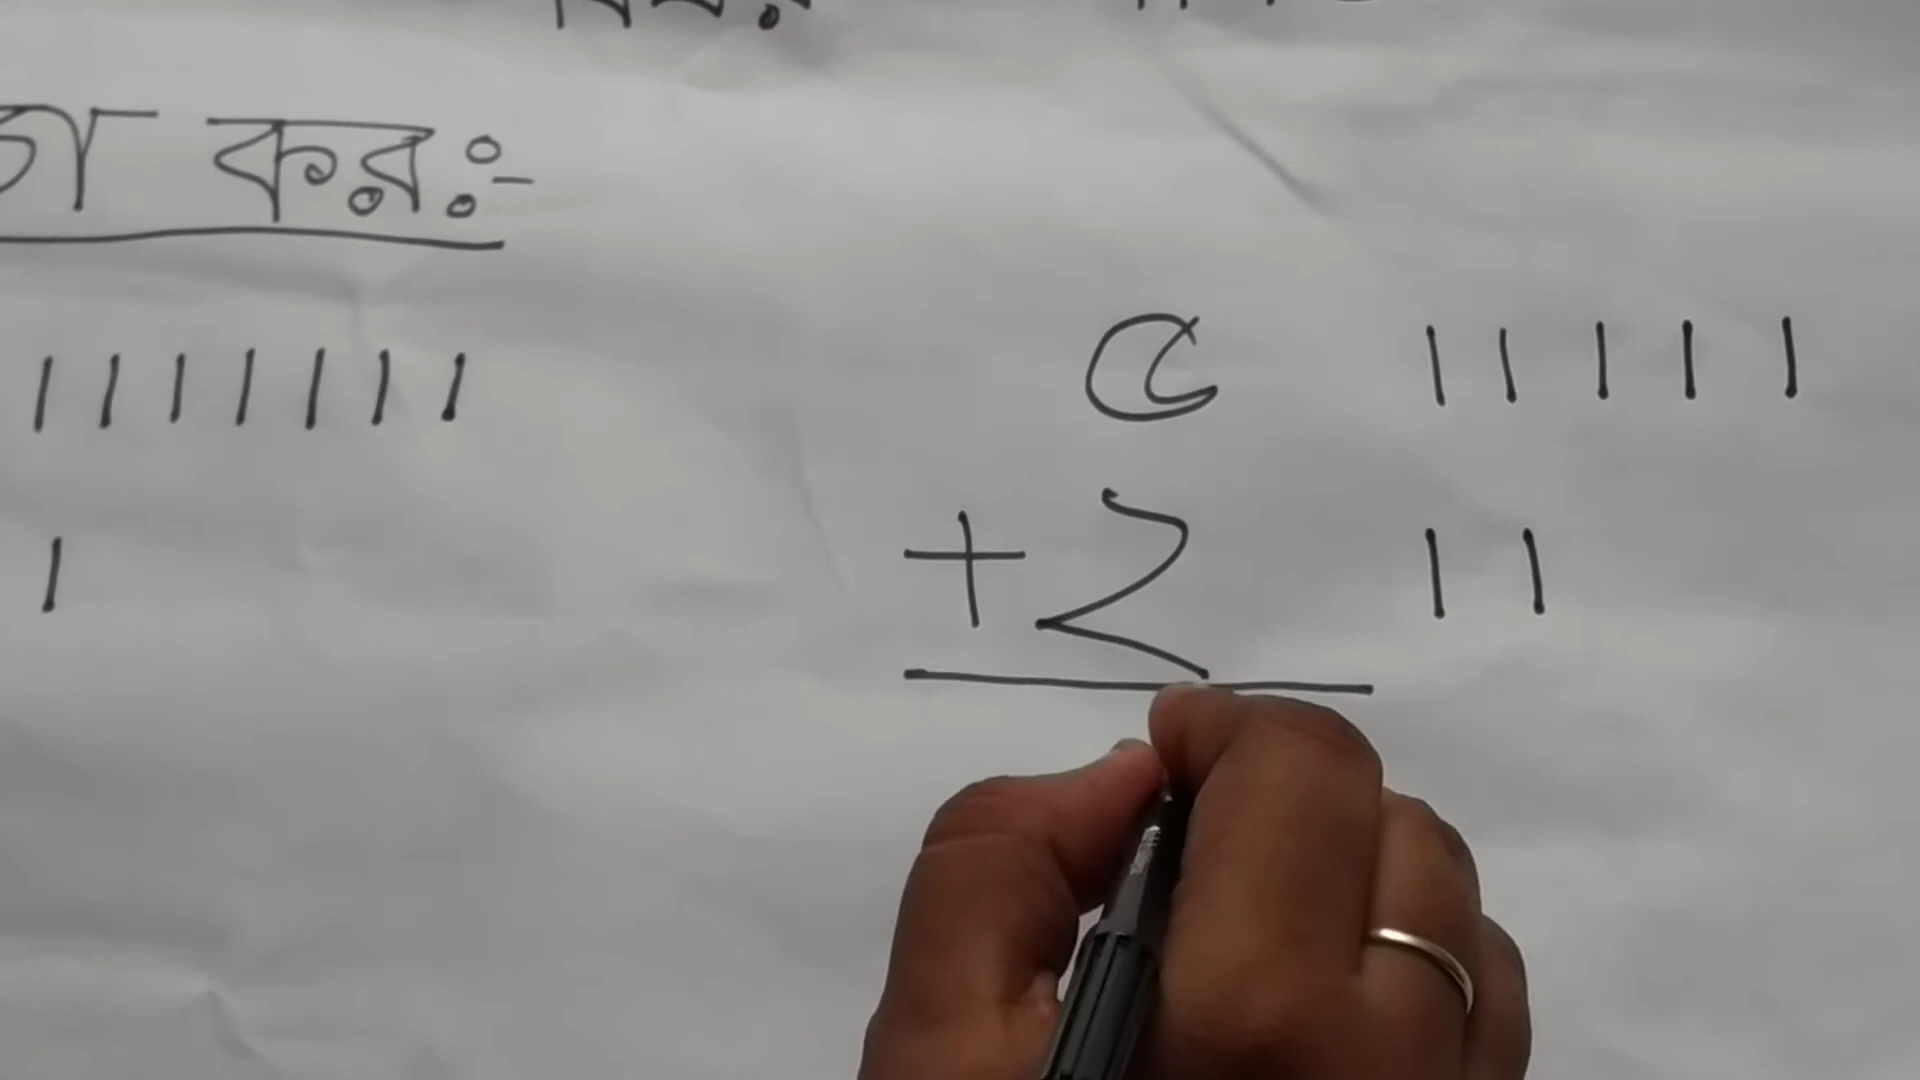 কর:-
| | | | | | |
|
৫ | | | | |
+ ২ | |